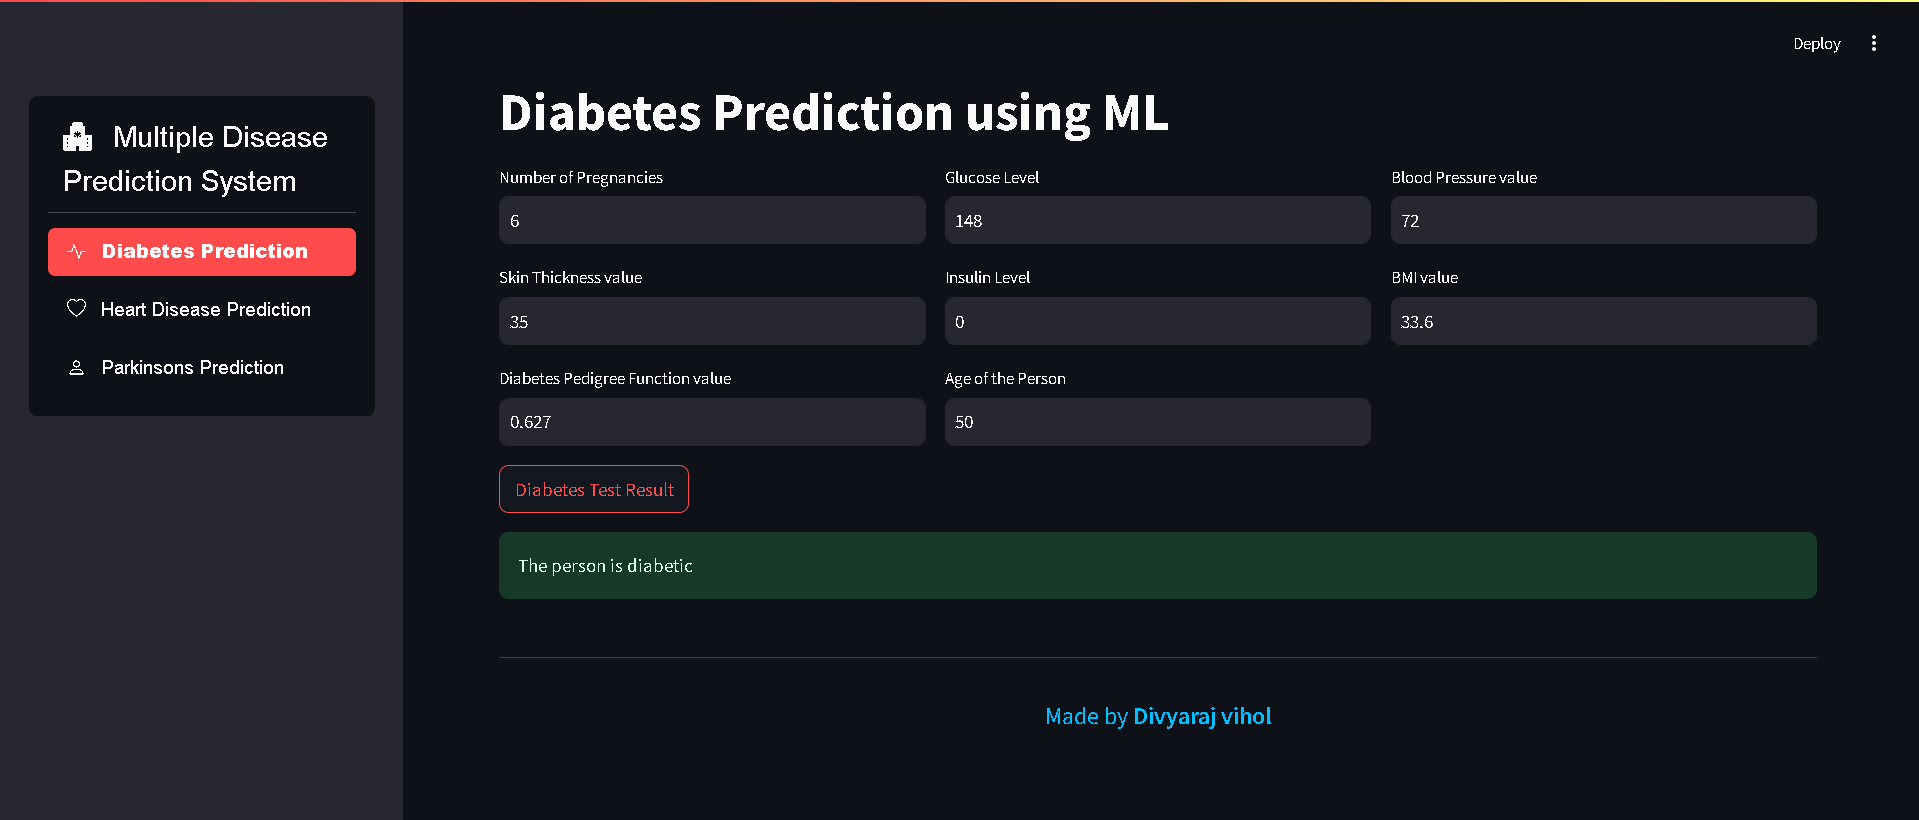 Deploy
Multiple Disease
Prediction System
Diabetes Prediction
Heart Disease Prediction
Parkinsons Prediction
Diabetes Prediction using ML
Number of Pregnancies
6
Glucose Level
148
Blood Pressure value
72
Skin Thickness value
35
Insulin Level
0
BMI value
33.6
Diabetes Pedigree Function value
0.627
Age of the Person
50
Diabetes Test Result
The person is diabetic
Made by Divyaraj vihol